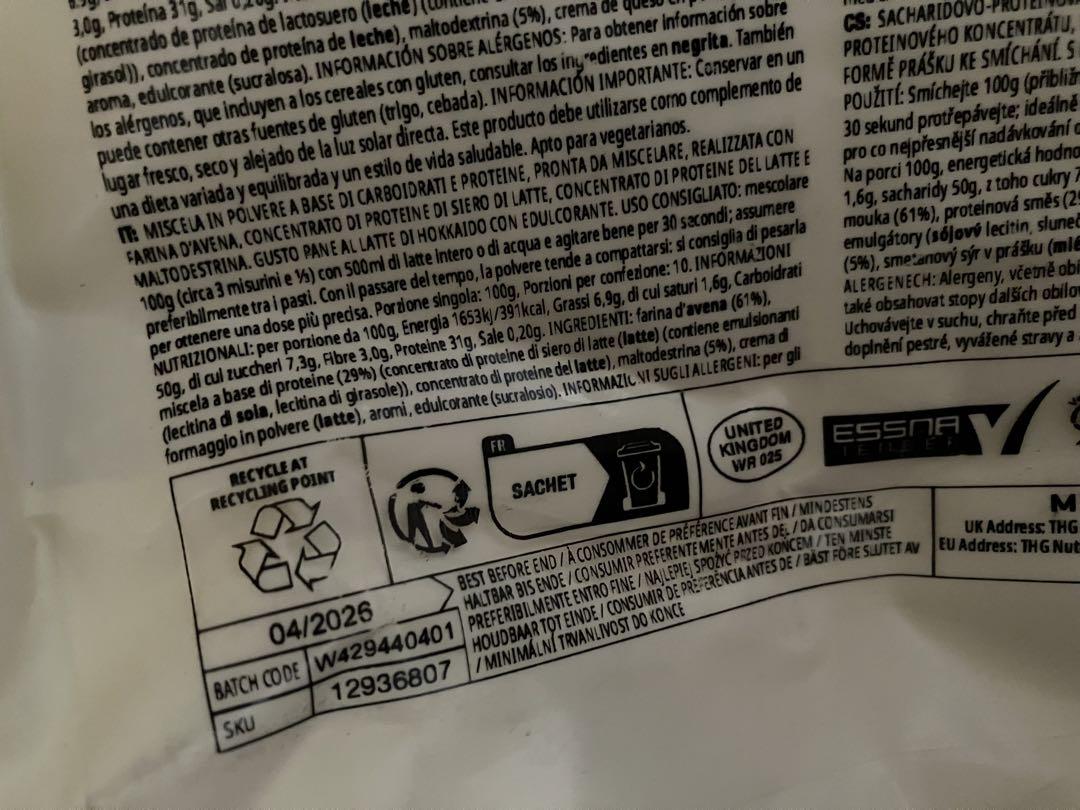 3,0g, Proteína 31g, Sal 0,20g.
(concentrado de proteína de lactosuero (leche)
girasol)), concentrado de proteína de leche), maltodextrina (5%), crema de queso en
aroma, edulcorante (sucralosa). INFORMACIÓN SOBRE ALÉRGENOS: Para obtener información sobre
los alérgenos, que incluyen a los cereales con gluten, consultar los ingredientes en negrita. También
puede contener otras fuentes de gluten (trigo, cebada). INFORMACIÓN IMPORTANTE: Conservar en un
lugar fresco, seco y alejado de la luz solar directa. Este producto debe utilizarse como complemento de
una dieta variada y equilibrada y un estilo de vida saludable. Apto para vegetarianos.
IT: MISCELA IN POLVERE A BASE DI CARBOIDRATI E PROTEINE, PRONTA DA MISCELARE, REALIZZATA CON
FARINA D'AVENA, CONCENTRATO DI PROTEINE DI SIERO DI LATTE, CONCENTRATO DI PROTEINE DEL LATTE E
MALTODESTRINA. GUSTO PANE AL LATTE DI HOKKAIDO CON EDULCORANTE. USO CONSIGLIATO: mescolare
100g (circa 3 misurini e ⅓) con 500ml di latte intero o di acqua e agitare bene per 30 secondi; assumere
preferibilmente tra i pasti. Con il passare del tempo, la polvere tende a compattarsi: si consiglia di pesarla
per ottenere una dose più precisa. Porzione singola: 100g, Porzioni per confezione: 10. INFORMAZIONI
NUTRIZIONALI: per porzione da 100g, Energia 1653kj/391kcal, Grassi 6,9g, di cui saturi 1,6g, Carboidrati
50g, di cui zuccheri 7,3g, Fibre 3,0g, Proteine 31g, Sale 0,20g. INGREDIENTI: farina d'avena (61%),
miscela a base di proteine (29%) (concentrato di proteine di siero di latte (latte) (contiene emulsionanti
(lecitina di soia, lecitina di girasole)), concentrato di proteine del latte), maltodestrina (5%), crema di
formaggio in polvere (latte), aromi, edulcorante (sucralosio). INFORMAZIONI SUGLI ALLERGENI: per gli
CS: SACHARIDOVO-PROTEINOV
PROTEINOVÉHO KONCENTRÁTU,
FORMĚ PRÁŠKU KE SMÍCHÁNÍ. S
POUŽITÍ: Smíchejte 100g (přibližn
30 sekund protřepávejte; ideálně
pro co nejpřesnější nadávkování
Na porci 100g, energetická hodno
1,6g, sacharidy 50g, z toho cukry 7
mouka (61%), proteinová směs (2
emulgátory (sójový lecitin, sluneč
(5%), smetanový sýr v prášku (mlé
ALERGENECH: Alergeny, včetně obi
také obsahovat stopy dalších obilov
Uchovávejte v suchu, chraňte před
doplnění pestré, vyvážené stravy a
RECYCLE AT
RECYCLING POINT
FR
SACHET
UNITED
KINGDOM
WR 025
ESSNA
04/2026
BATCH CODE W429440401
SKU 12936807
BEST BEFORE END / À CONSOMMER DE PRÉFÉRENCE AVANT FIN / MINDESTENS
HALTBAR BIS ENDE / CONSUMIR PREFERENTEMENTE ANTES DEL / DA CONSUMARSI
PREFERIBILMENTE ENTRO FINE / NAJLEPIEJ SPOŻYĆ PRZED KOŃCEM / TEN MINSTE
HOUDBAAR TOT EINDE / CONSUMIR DE PREFERÊNCIA ANTES DE / BÄST FÖRE SLUTET AV
/ MINIMÁLNÍ TRVANLIVOST DO KONCE
M
UK Address: THG
EU Address: THG Nut